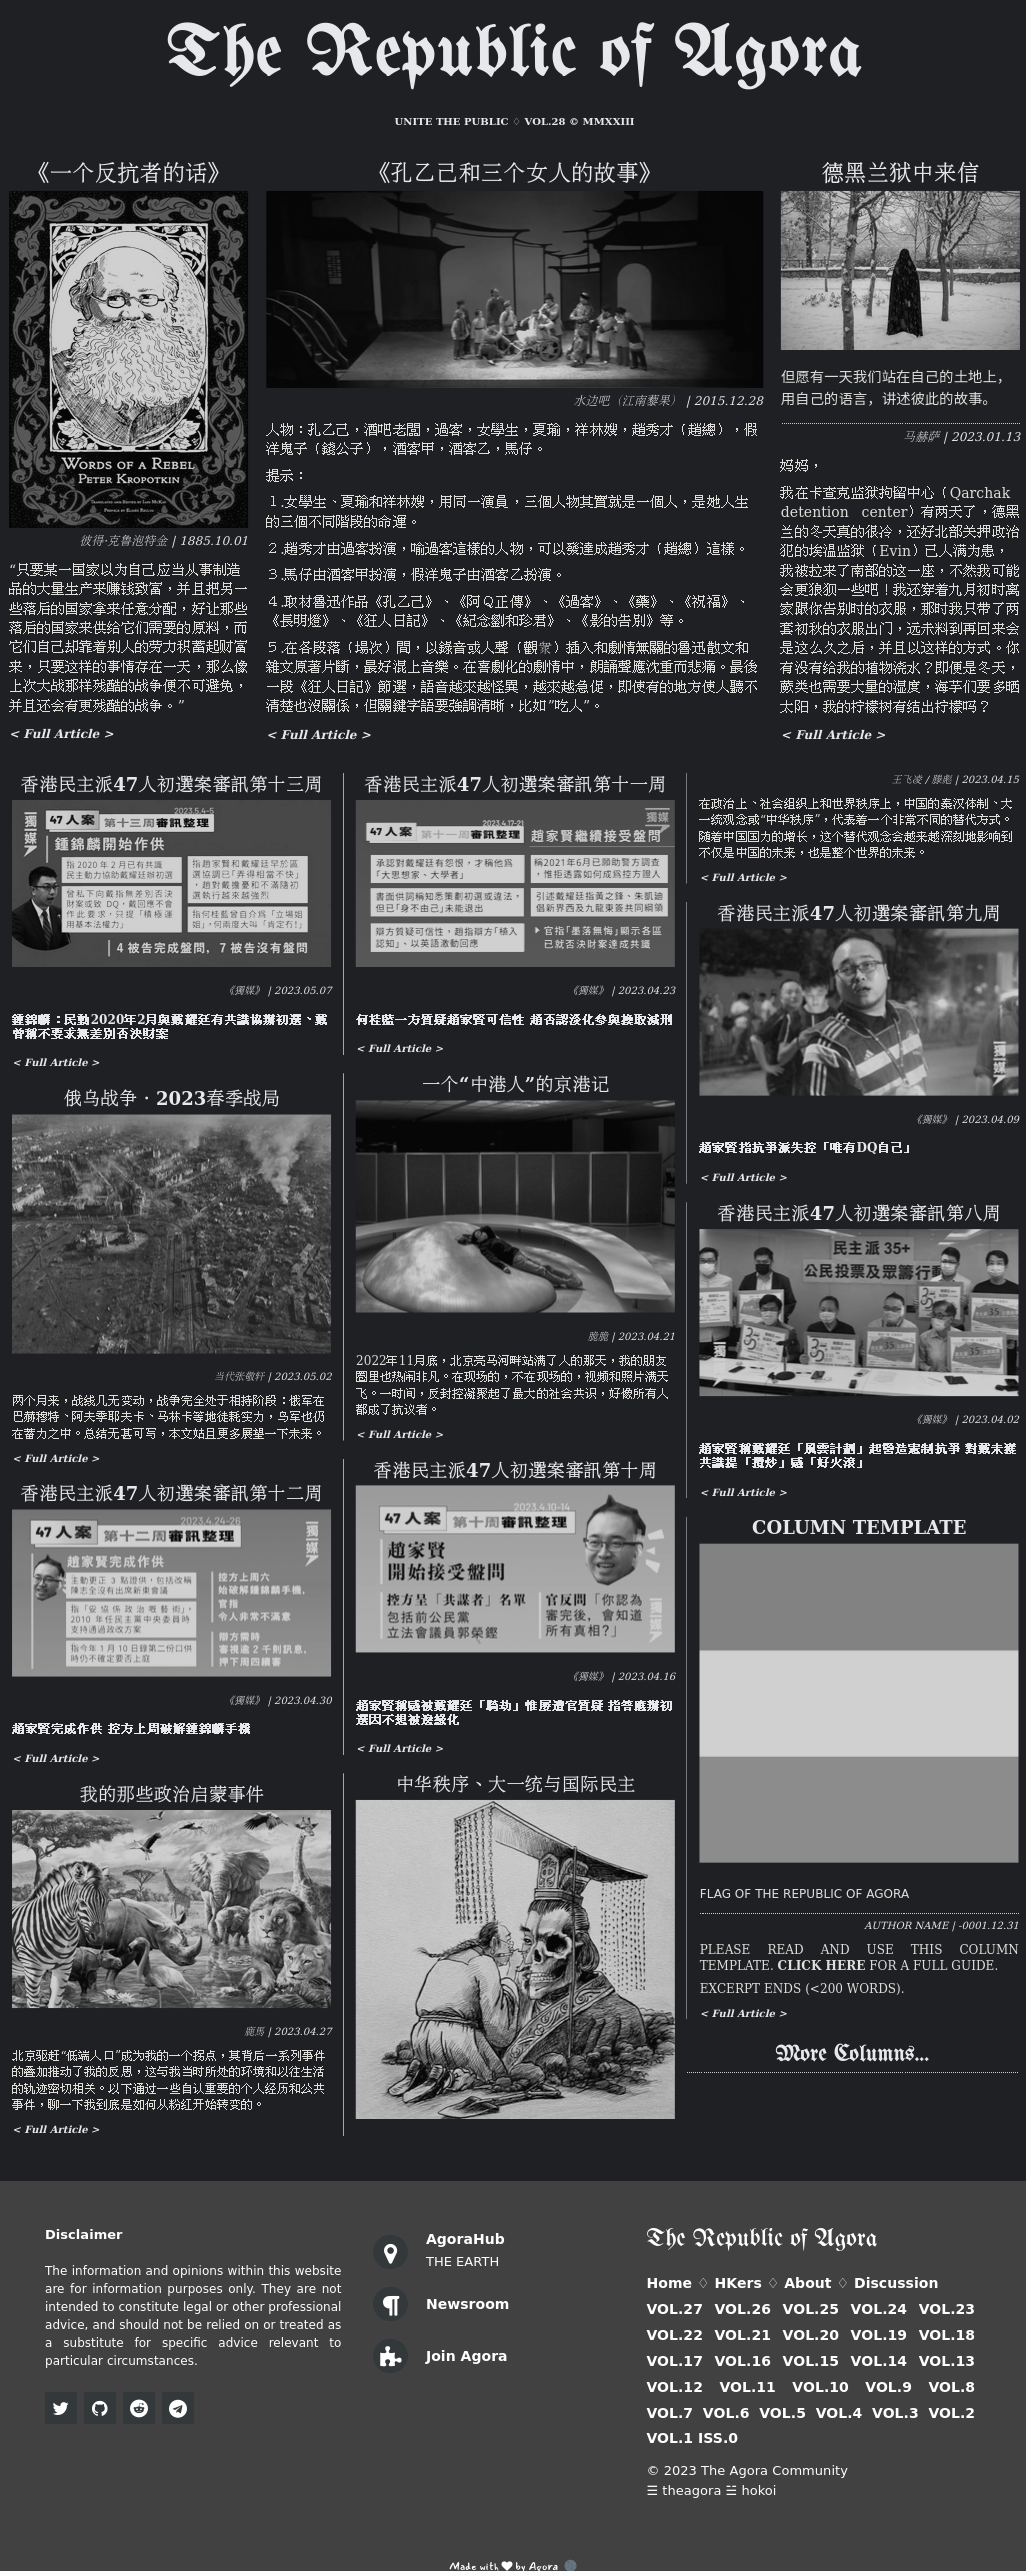 The Republic of Agora
UNITE THE PUBLIC ♢ VOL.28 © MMXXIII
《一个反抗者的话》
WORDS OF A REBEL
PETER KROPOTKIN
彼得·克鲁泡特金 | 1885.10.01
“只要某一国家以为自己应当从事制造
品的大量生产来赚钱致富，并且把另一
些落后的国家拿来任意分配，好让那些
落后的国家来供给它们需要的原料，而
它们自己却靠着别人的劳力积蓄起财富
来，只要这样的事情存在一天，那么像
上次大战那样残酷的战争便不可避免，
并且还会有更残酷的战争。”
< Full Article >
《孔乙己和三个女人的故事》
水边吧（江南藜果） | 2015.12.28
人物：孔乙己，酒吧老闆，過客，女學生，夏瑜，祥林嫂，趙秀才（趙總），假
洋鬼子（錢公子），酒客甲，酒客乙，馬仔。
提示：
１.女學生、夏瑜和祥林嫂，用同一演員，三個人物其實就是一個人，是她人生
的三個不同階段的命運。
２.趙秀才由過客扮演，喻過客這樣的人物，可以發達成趙秀才（趙總）這樣。
３.馬仔由酒客甲扮演，假洋鬼子由酒客乙扮演。
４.取材魯迅作品《孔乙己》、《阿Ｑ正傳》、《過客》、《藥》、《祝福》、
《長明燈》、《狂人日記》、《紀念劉和珍君》、《影的告別》等。
５.在各段落（場次）間，以錄音或人聲（觀眾）插入和劇情無關的魯迅散文和
雜文原著片斷，最好混上音樂。在喜劇化的劇情中，朗誦聲應沈重而悲痛。最後
一段《狂人日記》節選，語音越來越怪異，越來越急促，即使有的地方使人聽不
清楚也沒關係，但關鍵字語要強調清晰，比如”吃人”。
< Full Article >
德黑兰狱中来信
但愿有一天我们站在自己的土地上，
用自己的语言，讲述彼此的故事。
马赫萨 | 2023.01.13
妈妈，
我在卡查克监狱拘留中心（Qarchak
detention center）有两天了，德黑
兰的冬天真的很冷，还好北部关押政治
犯的埃温监狱（Evin）已人满为患，
我被拉来了南部的这一座，不然我可能
会更狼狈一些吧！我还穿着九月初时离
家跟你告别时的衣服，那时我只带了两
套初秋的衣服出门，远未料到再回来会
是这么久之后，并且以这样的方式。你
有没有给我的植物浇水？即便是冬天，
蕨类也需要大量的湿度，海芋们要多晒
太阳，我的柠檬树有结出柠檬吗？
< Full Article >
香港民主派47人初選案審訊第十三周
獨媒
2023.5.4-5
47 人案 第十三周審訊整理
鍾錦麟開始作供
指 2020 年 2 月已有共識
民主動力協助戴耀廷辦初選
曾私下向戴指無差別否決
財案或致 DQ，戴回應不會
作此要求，只提「積極運
用基本法權力」
指趙家賢和戴耀廷早於區
選協調已「弄得相當不快」
，趙對戴擔憂和不滿隨初
選執行越來越強烈
指何桂藍曾自介為「立場姐
姐」，何兩度大叫「肯定冇！」
4 被告完成盤問，7 被告沒有盤問
《獨媒》 | 2023.05.07
鍾錦麟：民動2020年2月與戴耀廷有共識協辦初選、戴
曾稱不要求無差別否決財案
< Full Article >
俄乌战争 · 2023春季战局
当代张敬轩 | 2023.05.02
两个月来，战线几无变动，战争完全处于相持阶段：俄军在
巴赫穆特、阿夫季耶夫卡、马林卡等地徒耗实力，乌军也仍
在蓄力之中。总结无甚可写，本文姑且更多展望一下未来。
< Full Article >
香港民主派47人初選案審訊第十二周
2023.4.24-26
47 人案 第十二周審訊整理
獨媒
趙家賢完成作供
主動更正 3 點證供，包括改稱
陳志全沒有出席新東會議
指「妥協係政治嘅藝術」，
2010 年任民主黨中央委員時
支持通過政改方案
指今年 1 月 10 日錄第二份口供
時仍不確定要否上庭
控方上周六
始破解鍾錦麟手機，
官指
令人非常不滿意
辯方需時
審視逾 2 千則訊息，
押下周四續審
《獨媒》 | 2023.04.30
趙家賢完成作供 控方上周破解鍾錦麟手機
< Full Article >
我的那些政治启蒙事件
鹿馬 | 2023.04.27
北京驱赶“低端人口”成为我的一个拐点，其背后一系列事件
的叠加推动了我的反思，这与我当时所处的环境和以往生活
的轨迹密切相关。以下通过一些自认重要的个人经历和公共
事件，聊一下我到底是如何从粉红开始转变的。
< Full Article >
香港民主派47人初選案審訊第十一周
2023.4.17-21
獨媒
47 人案 第十一周審訊整理 趙家賢繼續接受盤問
承認對戴耀廷有怨恨，才稱他為
「大思想家、大學者」
書面供詞稱知悉策劃初選或違法，
但已「身不由己」未能退出
辯方質疑可信性，趙指辯方「植入
認知」、以英語激動回應
稱2021年6月已願助警方調查
，惟拒透露如何成為控方證人
引述戴耀廷指黃之鋒、朱凱廸
倡新界西及九龍東簽共同綱領
官指「墨落無悔」顯示各區
已就否決財案達成共識
《獨媒》 | 2023.04.23
何桂藍一方質疑趙家賢可信性 趙否認淡化參與換取減刑
< Full Article >
一个“中港人”的京港记
脆脆 | 2023.04.21
2022年11月底，北京亮马河畔站满了人的那天，我的朋友
圈里也热闹非凡。在现场的，不在现场的，视频和照片满天
飞。一时间，反封控凝聚起了最大的社会共识，好像所有人
都成了抗议者。
< Full Article >
香港民主派47人初選案審訊第十周
2023.4.10-14
47 人案 第十周審訊整理
趙家賢
開始接受盤問
控方呈「共謀者」名單
包括前公民黨
立法會議員郭榮鏗
官反問「你認為
審完後，會知道
所有真相？」
獨媒
《獨媒》 | 2023.04.16
趙家賢稱感被戴耀廷「騎劫」惟屢遭官質疑 指答應辦初
選因不想被邊緣化
< Full Article >
中华秩序、大一统与国际民主
王飞凌 / 滕彪 | 2023.04.15
在政治上、社会组织上和世界秩序上，中国的秦汉体制、大
一统观念或“中华秩序”，代表着一个非常不同的替代方式。
随着中国国力的增长，这个替代观念会越来越深刻地影响到
不仅是中国的未来，也是整个世界的未来。
< Full Article >
香港民主派47人初選案審訊第九周
獨媒
《獨媒》 | 2023.04.09
趙家賢指抗爭派失控「唯有DQ自己」
< Full Article >
香港民主派47人初選案審訊第八周
民主派 35+
公民投票及眾籌行動
《獨媒》 | 2023.04.02
趙家賢稱戴耀廷「風雲計劃」起醫造憲制抗爭 對戴未獲
共識提「攬炒」感「好火滾」
< Full Article >
COLUMN TEMPLATE
FLAG OF THE REPUBLIC OF AGORA
AUTHOR NAME | -0001.12.31
PLEASE READ AND USE THIS COLUMN
TEMPLATE. CLICK HERE FOR A FULL GUIDE.
EXCERPT ENDS (<200 WORDS).
< Full Article >
More Columns...
Disclaimer
The information and opinions within this website
are for information purposes only. They are not
intended to constitute legal or other professional
advice, and should not be relied on or treated as
a substitute for specific advice relevant to
particular circumstances.
AgoraHub
THE EARTH
Newsroom
Join Agora
The Republic of Agora
Home ♢ HKers ♢ About ♢ Discussion
VOL.27 VOL.26 VOL.25 VOL.24 VOL.23
VOL.22 VOL.21 VOL.20 VOL.19 VOL.18
VOL.17 VOL.16 VOL.15 VOL.14 VOL.13
VOL.12 VOL.11 VOL.10 VOL.9 VOL.8
VOL.7 VOL.6 VOL.5 VOL.4 VOL.3 VOL.2
VOL.1 ISS.0
© 2023 The Agora Community
☰ theagora ☱ hokoi
Made with ♥ by Agora